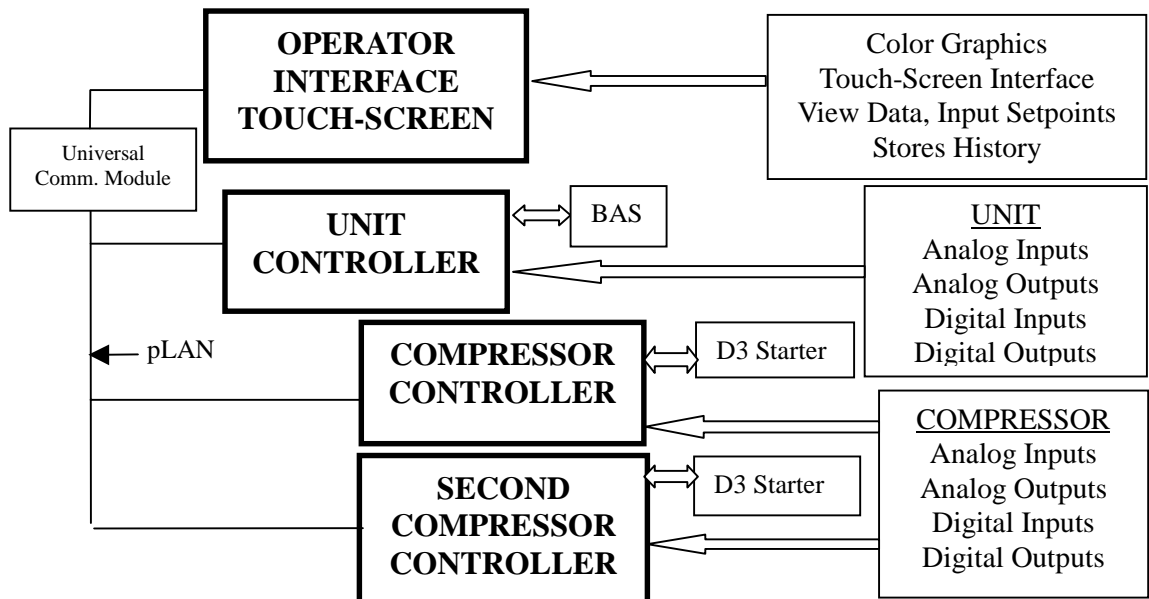 OPERATOR
INTERFACE
TOUCH-SCREEN
Color Graphics
Touch-Screen Interface
View Data, Input Setpoints
Stores History
Universal
Comm. Module
UNIT
CONTROLLER
BAS
UNIT
Analog Inputs
Analog Outputs
Digital Inputs
Digital Outputs
pLAN
COMPRESSOR
CONTROLLER
D3 Starter
COMPRESSOR
Analog Inputs
Analog Outputs
Digital Inputs
Digital Outputs
SECOND
COMPRESSOR
CONTROLLER
D3 Starter